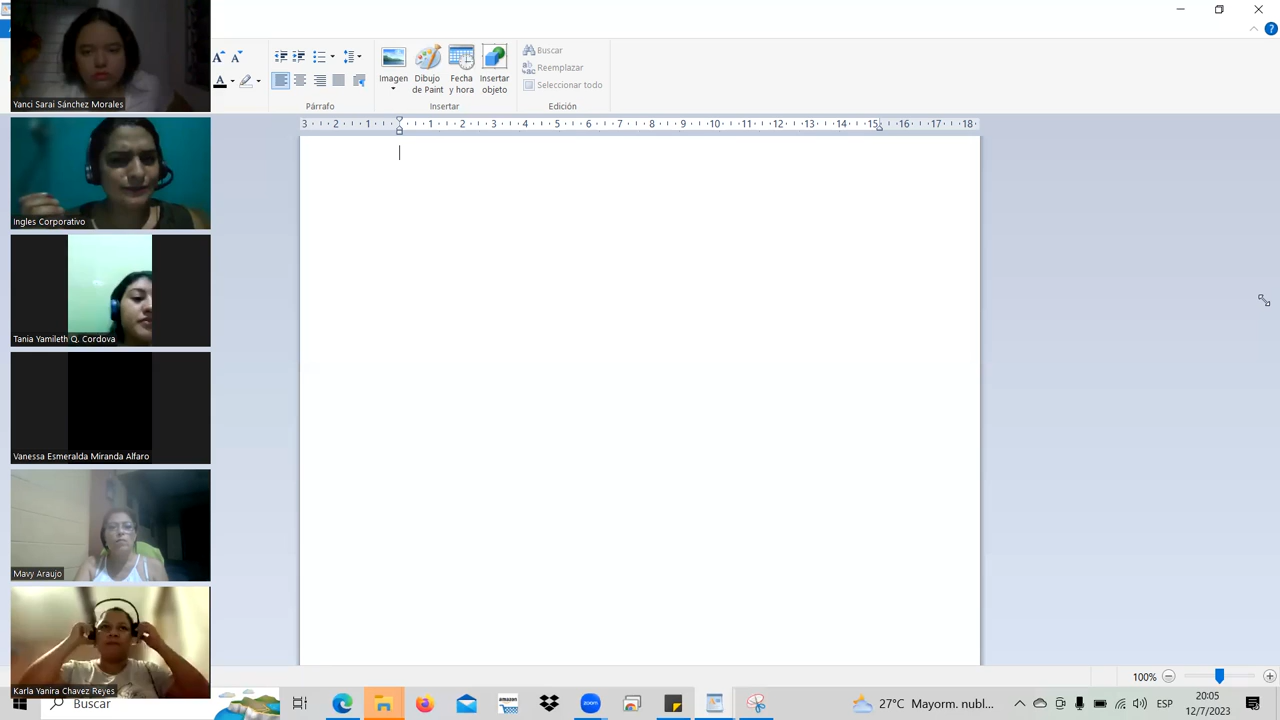 Yanci Sarai Sánchez Morales
Ingles Corporativo
Tania Yamileth Q. Cordova
Vanessa Esmeralda Miranda Alfaro
Mavy Araujo
Karla Yanira Chavez Reyes
A A
A
Párrafo
Imagen
Dibujo de Paint
Fecha y hora
Insertar objeto
Insertar
Buscar
Reemplazar
Seleccionar todo
Edición
3 2 1 1 2 3 4 5 6 7 8 9 10 11 12 13 14 15 16 17 18
100%
Buscar
amazon
zoom
27°C Mayorm. nubl...
ESP
20:05
12/7/2023